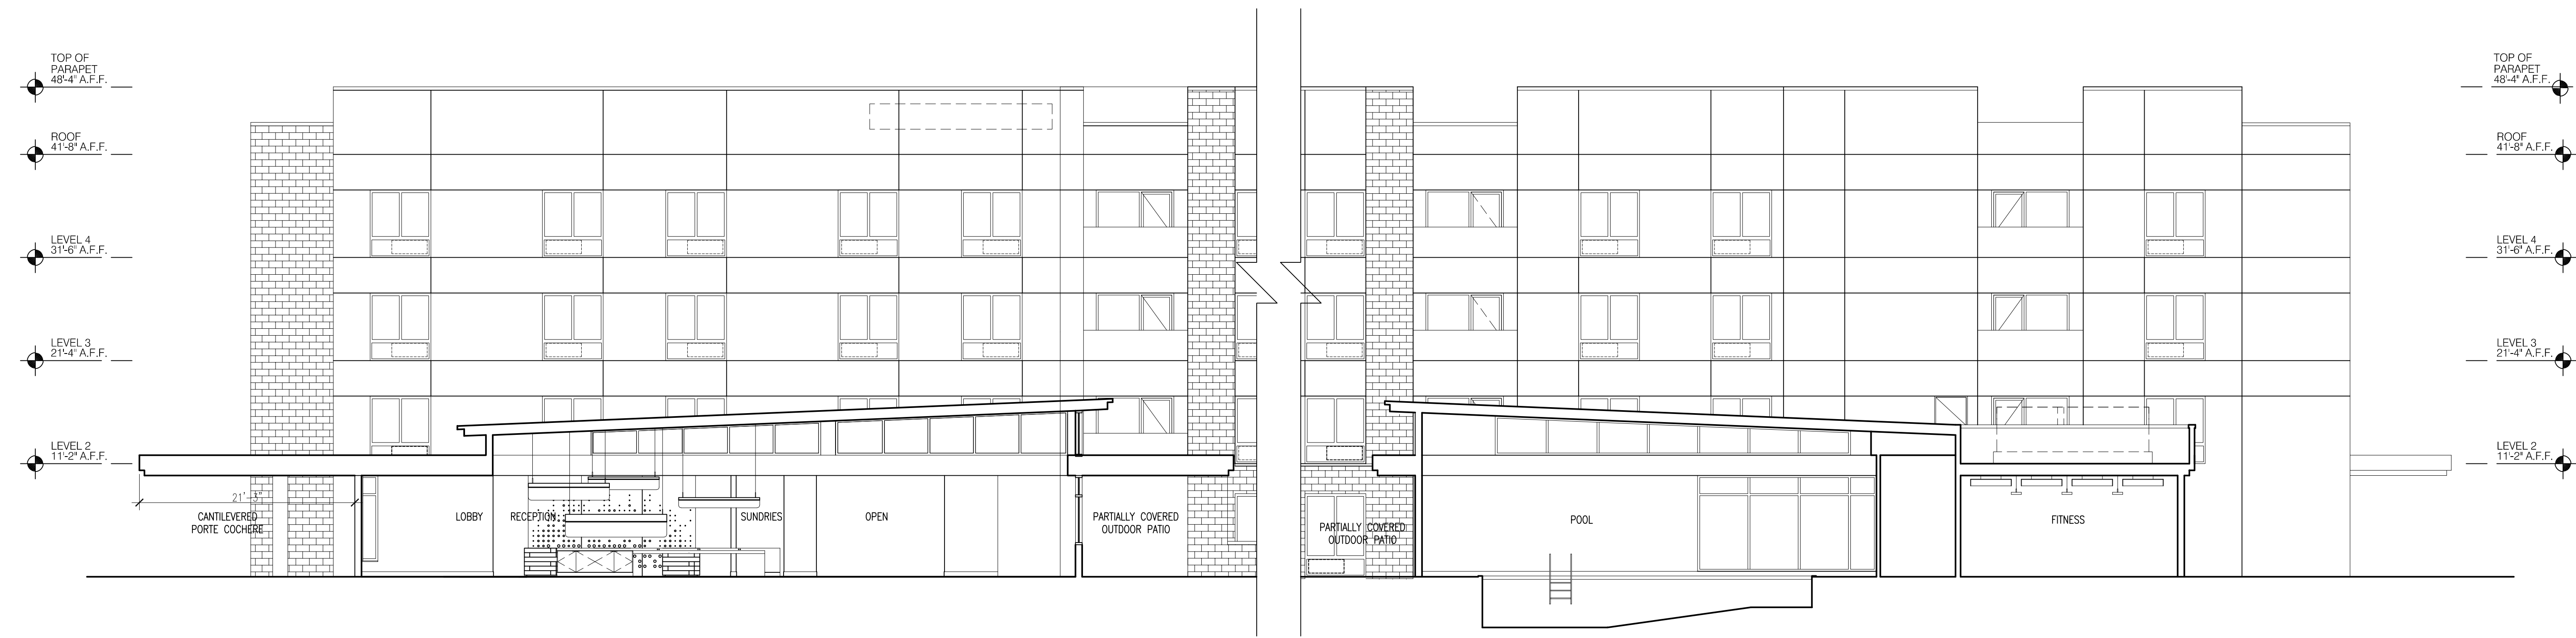 TOP OF
PARAPET
48'-4" A.F.F.
ROOF
41'-8" A.F.F.
LEVEL 4
31'-6" A.F.F.
LEVEL 3
21'-4" A.F.F.
LEVEL 2
11'-2" A.F.F.
21'-3"
CANTILEVERED
PORTE COCHERE
LOBBY
RECEPTION
SUNDRIES
OPEN
PARTIALLY COVERED
OUTDOOR PATIO
PARTIALLY COVERED
OUTDOOR PATIO
POOL
FITNESS
TOP OF
PARAPET
48'-4" A.F.F.
ROOF
41'-8" A.F.F.
LEVEL 4
31'-6" A.F.F.
LEVEL 3
21'-4" A.F.F.
LEVEL 2
11'-2" A.F.F.